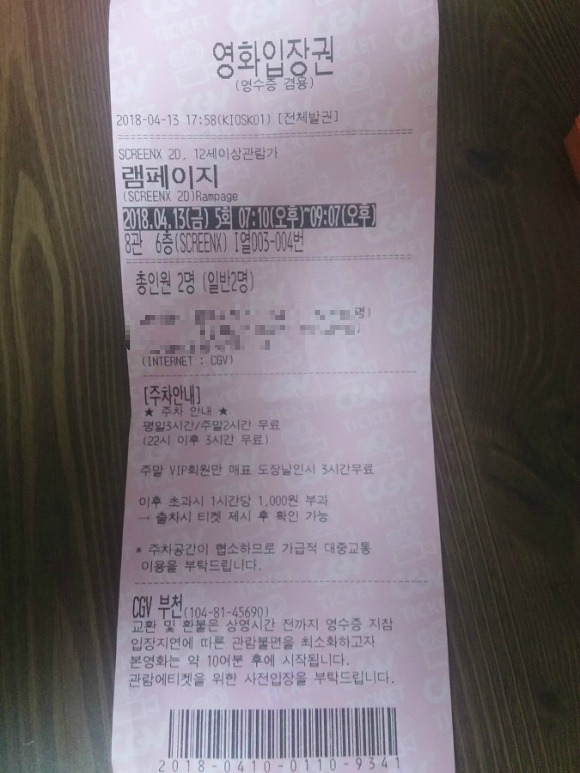 영화입장권
(영수증 겸용)
2018-04-13 17:58(KIOSK01) [전체발권]
SCREENX 2D, 12세이상관람가
램페이지
(SCREENX 2D)Rampage
2018.04.13(금) 5회 07:10(오후)~09:07(오후)
8관 6층(SCREENX) I열003-004번
총인원 2명 (일반2명)
명)
(INTERNET : CGV)
[주차안내]
★ 주차 안내 ★
평일3시간/주말2시간 무료
(22시 이후 3시간 무료)
주말 VIP회원만 매표 도장날인시 3시간무료
이후 초과시 1시간당 1,000원 부과
→ 출차시 티켓 제시 후 확인 가능
* 주차공간이 협소하므로 가급적 대중교통
이용을 부탁드립니다.
CGV 부천(104-81-45690)
교환 및 환불은 상영시간 전까지 영수증 지참
입장지연에 따른 관람불편을 최소화하고자
본영화는 약 10여분 후에 시작됩니다.
관람에티켓을 위한 사전입장을 부탁드립니다.
2018-0410-0110-9341